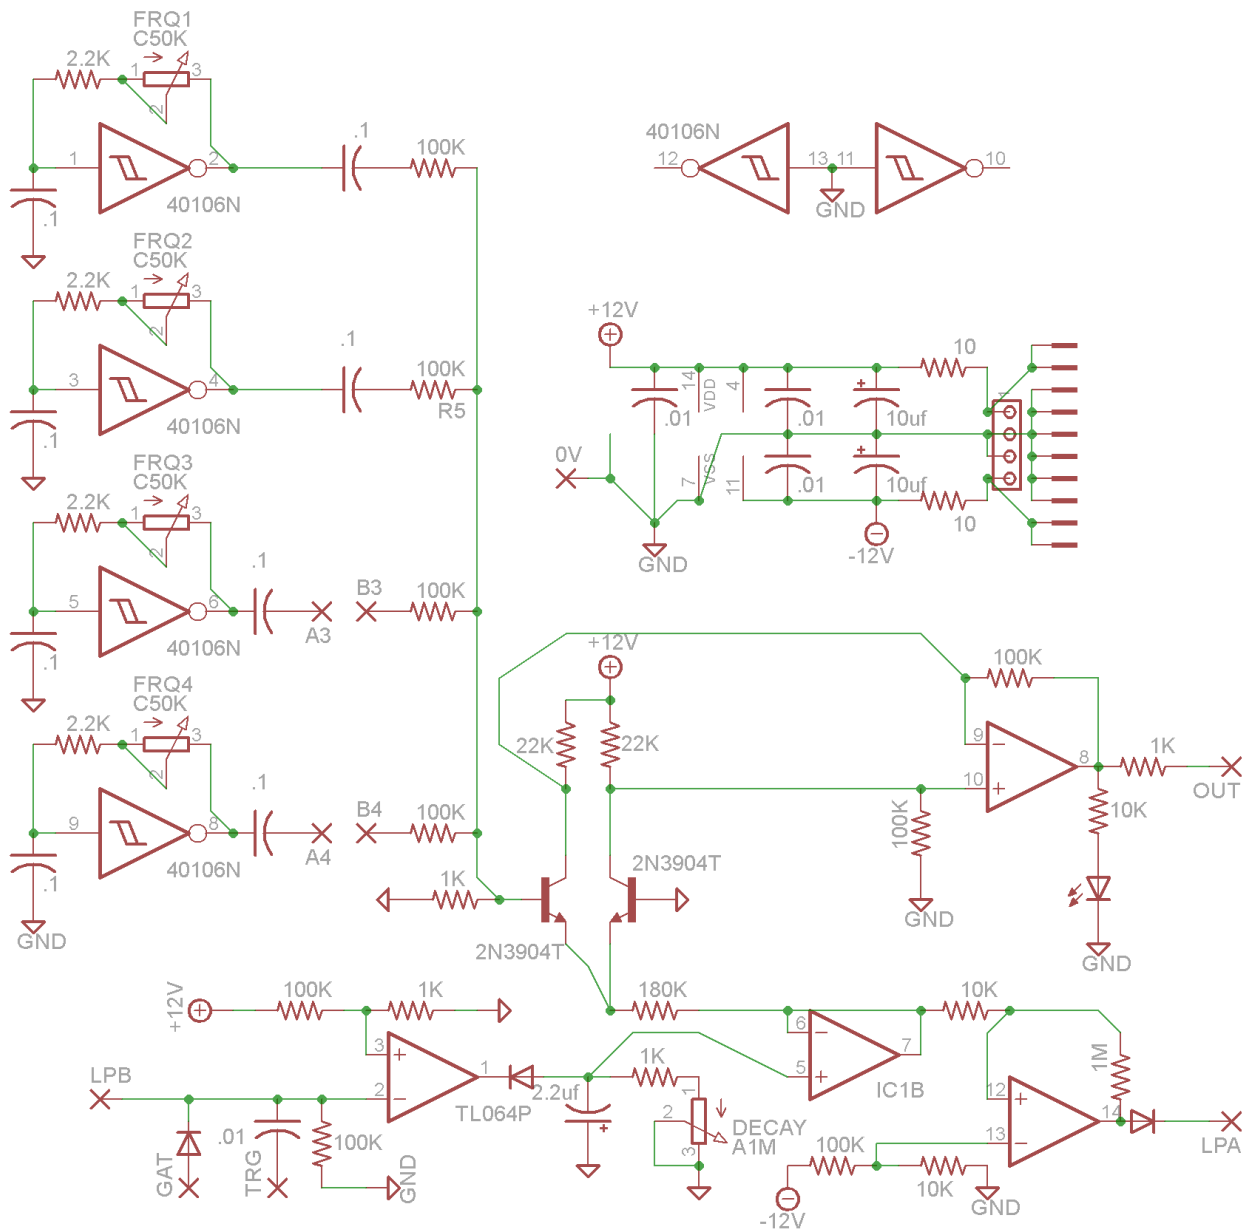 FRQ1
C50K
2.2K
1
3
2
1
2
.1
100K
40106N
.1
40106N
12
13
11
10
GND
FRQ2
C50K
2.2K
1
3
2
3
4
.1
100K
R5
40106N
.1
+12V
10
14
VDD
4
.01
.01
10uf
1
0V
7
VSS
11
.01
10uf
10
GND
-12V
FRQ3
C50K
2.2K
1
3
2
5
6
.1
A3
B3
100K
40106N
.1
FRQ4
C50K
2.2K
1
3
2
9
8
.1
A4
B4
100K
40106N
.1
GND
+12V
22K
22K
100K
9
10
8
1K
OUT
10K
100K
GND
GND
1K
2N3904T
2N3904T
+12V
100K
1K
3
2
1
TL064P
LPB
GAT
.01
TRG
100K
GND
2.2uf
1K
1
2
3
DECAY
A1M
180K
6
5
7
IC1B
10K
1M
12
13
14
LPA
100K
10K
-12V
GND